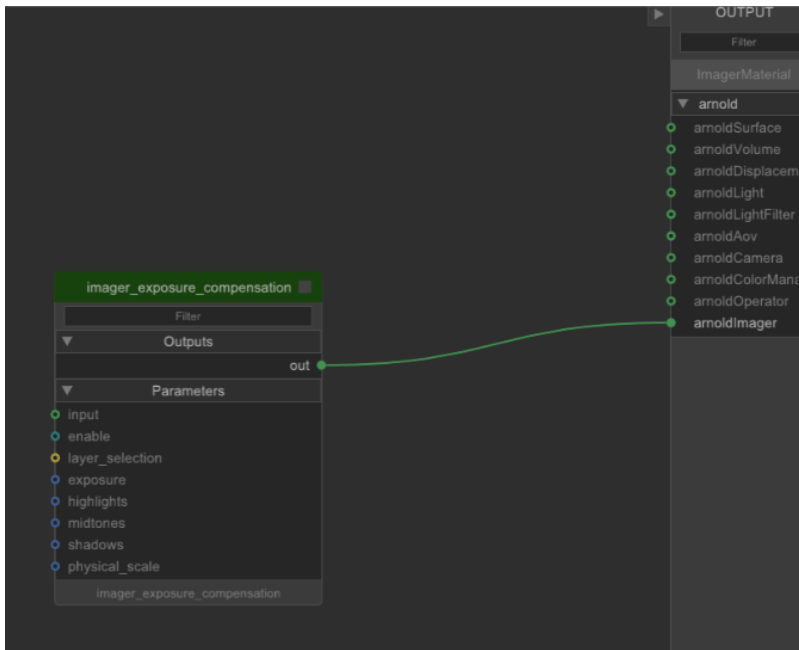 OUTPUT
Filter
ImagerMaterial
arnold
arnoldSurface
arnoldVolume
arnoldDisplacem
arnoldLight
arnoldLightFilter
arnoldAov
arnoldCamera
arnoldColorMana
arnoldOperator
arnoldImager
imager_exposure_compensation
Filter
Outputs
out
Parameters
input
enable
layer_selection
exposure
highlights
midtones
shadows
physical_scale
imager_exposure_compensation